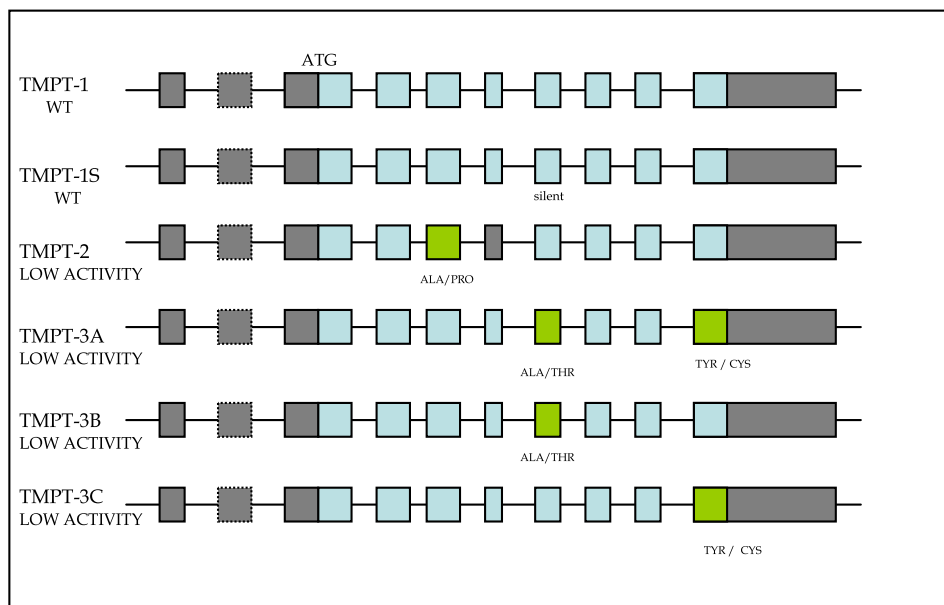 ATG
TMPT-1
WT
TMPT-1S
WT
silent
TMPT-2
LOW ACTIVITY
ALA/PRO
TMPT-3A
LOW ACTIVITY
ALA/THR
TYR / CYS
TMPT-3B
LOW ACTIVITY
ALA/THR
TMPT-3C
LOW ACTIVITY
TYR / CYS